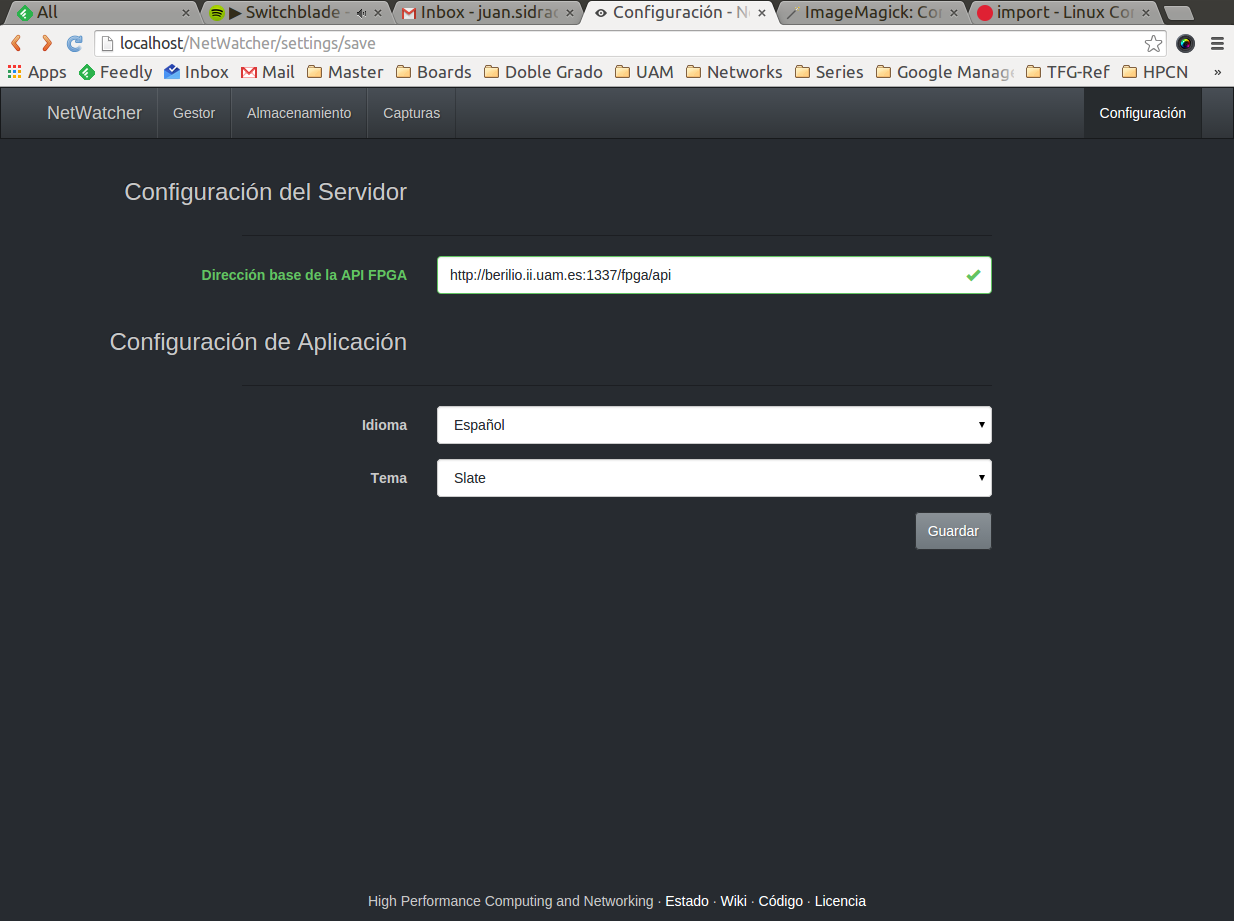 All ▶ Switchblade - Inbox - juan.sidrac Configuración - N ImageMagick: Co import - Linux Co
localhost/NetWatcher/settings/save
Apps Feedly Inbox Mail Master Boards Doble Grado UAM Networks Series Google Manag TFG-Ref HPCN »
NetWatcher Gestor Almacenamiento Capturas Configuración
Configuración del Servidor
Dirección base de la API FPGA http://berilio.ii.uam.es:1337/fpga/api
Configuración de Aplicación
Idioma Español
Tema Slate
Guardar
High Performance Computing and Networking · Estado · Wiki · Código · Licencia